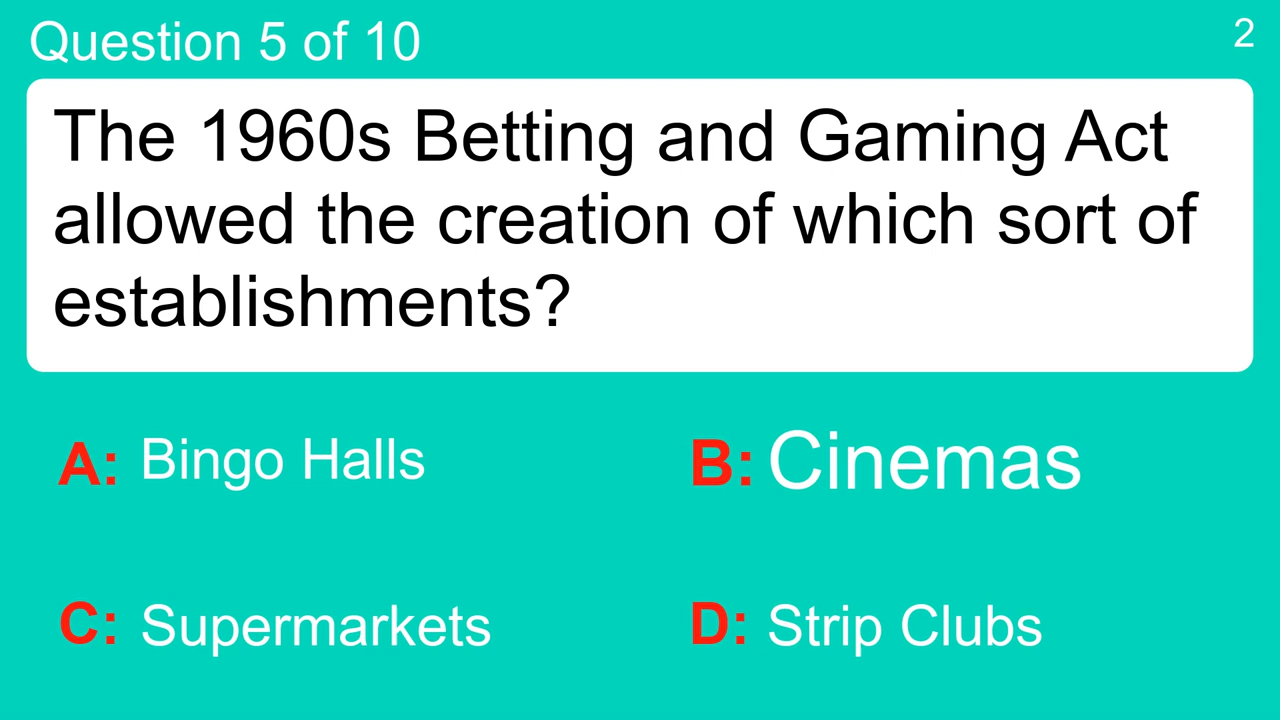 Question 5 of 10
2
The 1960s Betting and Gaming Act
allowed the creation of which sort of
establishments?
A: Bingo Halls
B: Cinemas
C: Supermarkets
D: Strip Clubs